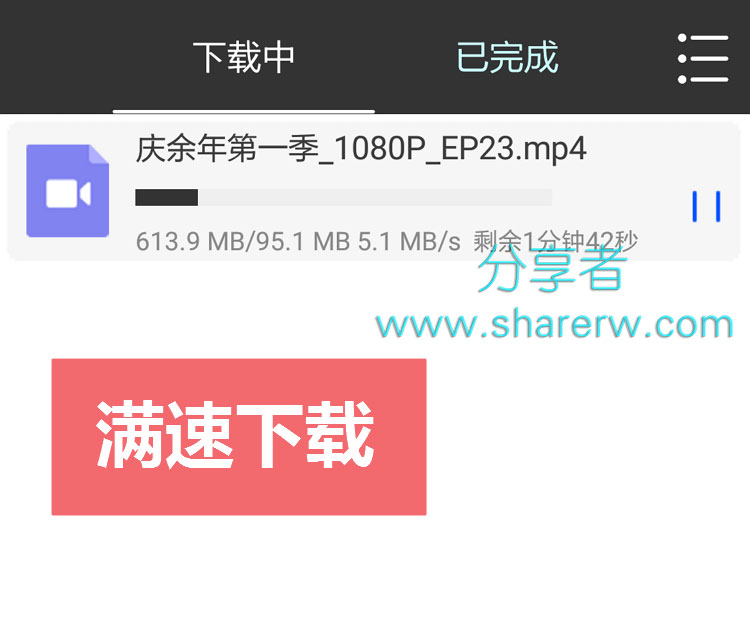 下载中 已完成
庆余年第一季_1080P_EP23.mp4
613.9 MB/95.1 MB 5.1 MB/s 剩余1分钟42秒
分享者
www.sharerw.com
满速下载